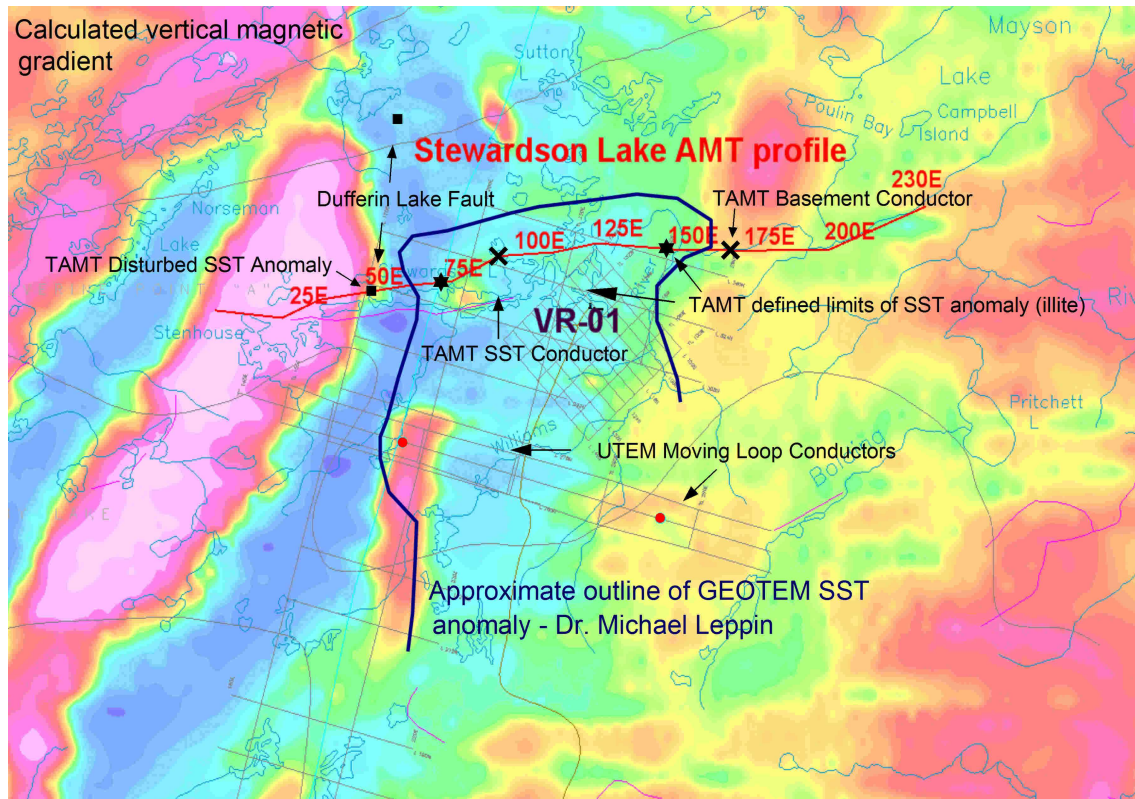 Calculated vertical magnetic
gradient
Mayson
Lake
Sutton
L
Poulin Bay
Campbell
Island
Stewardson Lake AMT profile
230E
Dufferin Lake Fault
TAMT Basement Conductor
Norseman
Lake
125E
150E
175E
200E
100E
75E
50E
25E
TAMT Disturbed SST Anomaly
River
TAMT defined limits of SST anomaly (illite)
VR-01
Stenhouse
L
TAMT SST Conductor
Pritchett
L
Williams
UTEM Moving Loop Conductors
Approximate outline of GEOTEM SST
anomaly - Dr. Michael Leppin